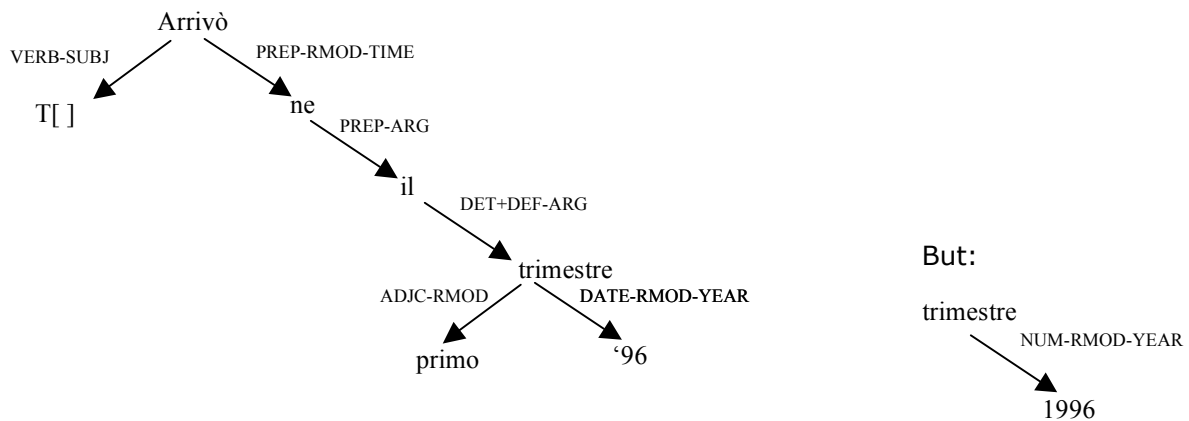 Arrivò
VERB-SUBJ PREP-RMOD-TIME
T[ ] ne
PREP-ARG
il
DET+DEF-ARG
trimestre
ADJC-RMOD DATE-RMOD-YEAR
primo ‘96
But:
trimestre
NUM-RMOD-YEAR
1996